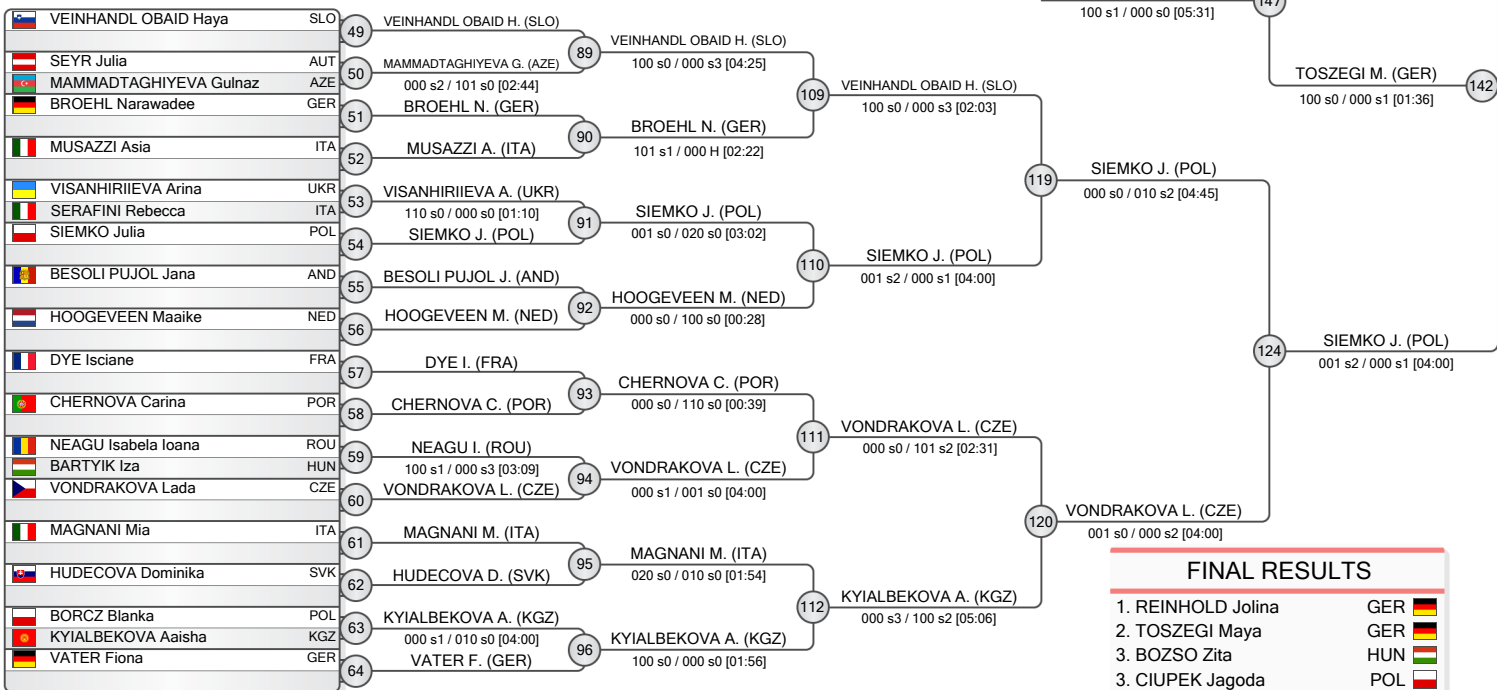 VEINHANDL OBAID Haya SLO
SEYR Julia AUT
MAMMADTAGHIYEVA Gulnaz AZE
BROEHL Narawadee GER
MUSAZZI Asia ITA
VISANHIRIIEVA Arina UKR
SERAFINI Rebecca ITA
SIEMKO Julia POL
BESOLI PUJOL Jana AND
HOOGEVEEN Maaike NED
DYE Isciane FRA
CHERNOVA Carina POR
NEAGU Isabela Ioana ROU
BARTYIK Iza HUN
VONDRAKOVA Lada CZE
MAGNANI Mia ITA
HUDECOVA Dominika SVK
BORCZ Blanka POL
KYIALBEKOVA Aaisha KGZ
VATER Fiona GER
49
50
51
52
53
54
55
56
57
58
59
60
61
62
63
64
VEINHANDL OBAID H. (SLO)
MAMMADTAGHIYEVA G. (AZE)
000 s2 / 101 s0 [02:44]
BROEHL N. (GER)
MUSAZZI A. (ITA)
VISANHIRIIEVA A. (UKR)
110 s0 / 000 s0 [01:10]
SIEMKO J. (POL)
BESOLI PUJOL J. (AND)
HOOGEVEEN M. (NED)
DYE I. (FRA)
CHERNOVA C. (POR)
NEAGU I. (ROU)
100 s1 / 000 s3 [03:09]
VONDRAKOVA L. (CZE)
MAGNANI M. (ITA)
HUDECOVA D. (SVK)
KYIALBEKOVA A. (KGZ)
000 s1 / 010 s0 [04:00]
VATER F. (GER)
89
90
91
92
93
94
95
96
VEINHANDL OBAID H. (SLO)
100 s0 / 000 s3 [04:25]
BROEHL N. (GER)
101 s1 / 000 H [02:22]
SIEMKO J. (POL)
001 s0 / 020 s0 [03:02]
HOOGEVEEN M. (NED)
000 s0 / 100 s0 [00:28]
CHERNOVA C. (POR)
000 s0 / 110 s0 [00:39]
VONDRAKOVA L. (CZE)
000 s1 / 001 s0 [04:00]
MAGNANI M. (ITA)
020 s0 / 010 s0 [01:54]
KYIALBEKOVA A. (KGZ)
100 s0 / 000 s0 [01:56]
109
110
111
112
VEINHANDL OBAID H. (SLO)
100 s0 / 000 s3 [02:03]
SIEMKO J. (POL)
001 s2 / 000 s1 [04:00]
VONDRAKOVA L. (CZE)
000 s0 / 101 s2 [02:31]
KYIALBEKOVA A. (KGZ)
000 s3 / 100 s2 [05:06]
119
120
100 s1 / 000 s0 [05:31]
SIEMKO J. (POL)
000 s0 / 010 s2 [04:45]
VONDRAKOVA L. (CZE)
001 s0 / 000 s2 [04:00]
147
124
TOSZEGI M. (GER)
100 s0 / 000 s1 [01:36]
142
SIEMKO J. (POL)
001 s2 / 000 s1 [04:00]
FINAL RESULTS
1. REINHOLD Jolina GER
2. TOSZEGI Maya GER
3. BOZSO Zita HUN
3. CIUPEK Jagoda POL